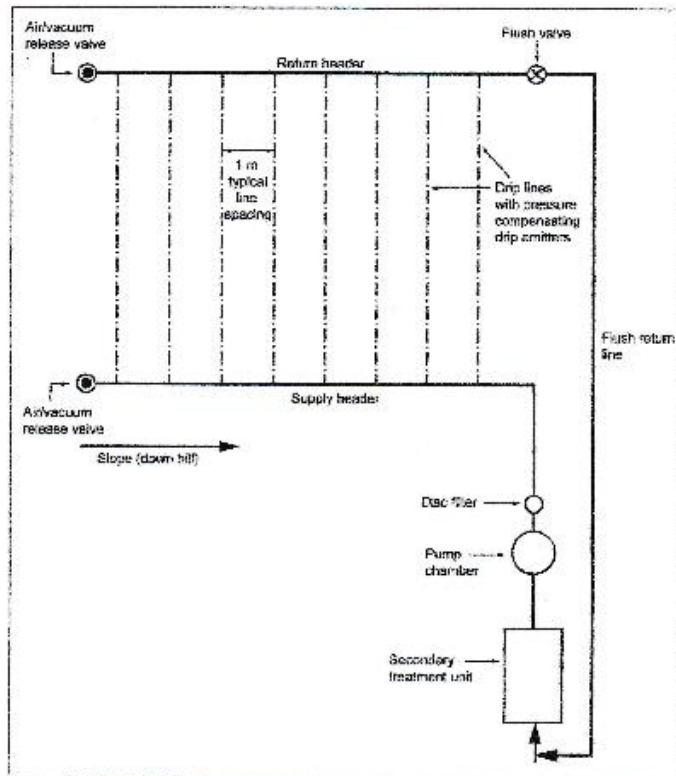 Air/vacuum
release valve
Flush valve
Return header
1 m
typical
line
spacing
Drip lines
with pressure
compensating
drip emitters
Flush return
line
Supply header
Air/vacuum
release valve
Slope (down hill)
Disc filter
Pump
chamber
Secondary
treatment unit